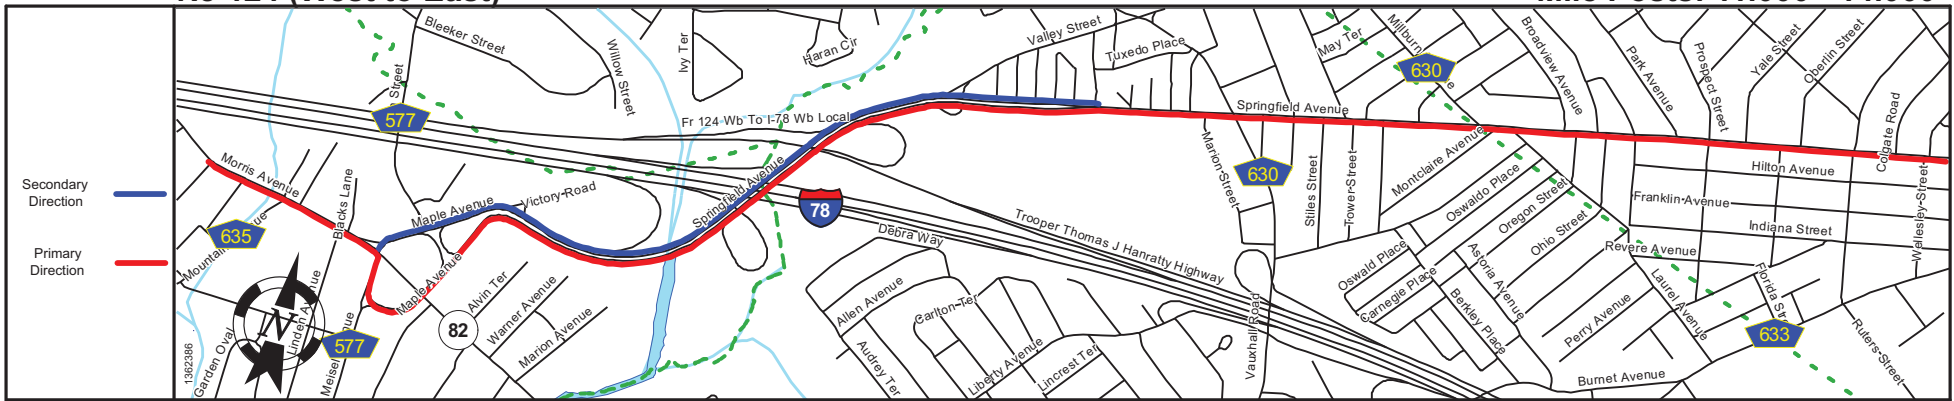 Secondary
Direction
Primary
Direction
Bleeker Street
Willow Street
Ivy Ter
Haran Cir
Valley Street
Tuxedo Place
May Ter
Millburn
630
Broadview Avenue
Park Avenue
Prospect Street
Yale Street
Oberlin Street
Street
577
Fr 124 Wb To I-78 Wb Local
Springfield Avenue
Colgate Road
Morris Avenue
Blacks Lane
Maple Avenue
Victory Road
Springfield Avenue
78
Debra Way
Trooper Thomas J Hanratty Highway
Marion Street
630
Stiles Street
Tower Street
Montclaire Avenue
Oswaldo Place
Oregon Street
Ohio Street
Hilton Avenue
Franklin Avenue
Indiana Street
Revere Avenue
Wellesley Street
635
Maple Avenue
Alvin Ter
Warner Avenue
Marion Avenue
82
577
N
Linden Avenue
Garden Oval
1362386
Allen Avenue
Carlton Ter
Audrey Ter
Liberty Avenue
Lincrest Ter
Vauxhall Road
Oswald Place
Carnegie Place
Astoria Avenue
Berkley Place
Perry Avenue
Laurel Avenue
633
Ruters Street
Burnet Avenue